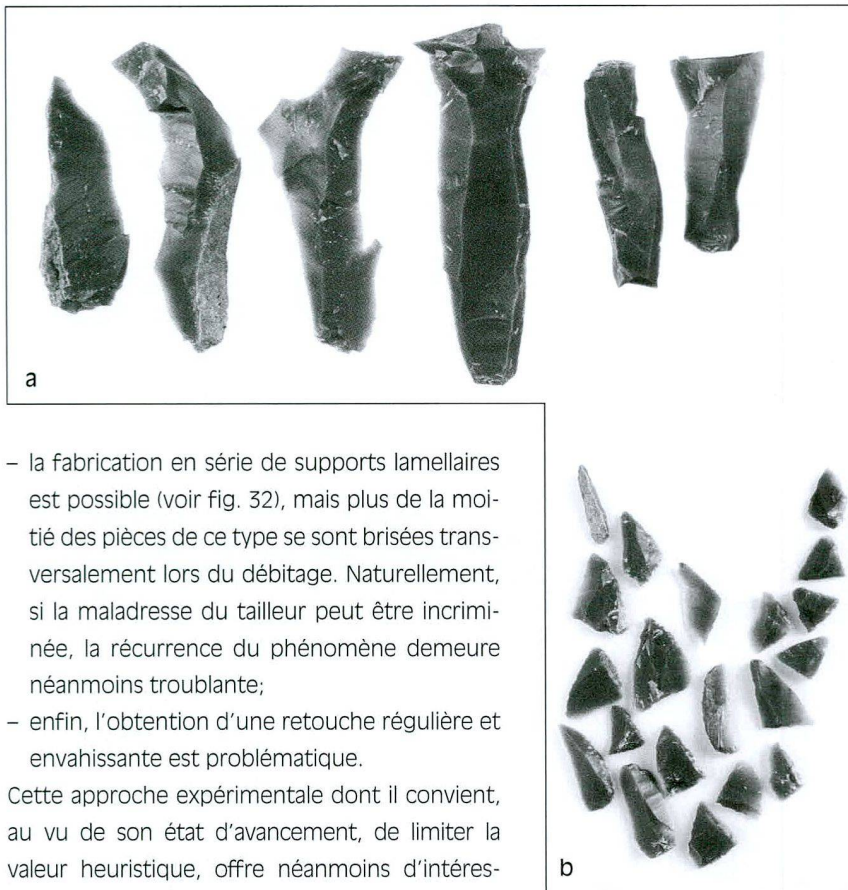 a
– la fabrication en série de supports lamellaires
est possible (voir fig. 32), mais plus de la moi-
tié des pièces de ce type se sont brisées trans-
versalement lors du débitage. Naturellement,
si la maladresse du tailleur peut être incrimi-
née, la récurrence du phénomène demeure
néanmoins troublante;
– enfin, l'obtention d'une retouche régulière et
envahissante est problématique.
Cette approche expérimentale dont il convient,
au vu de son état d'avancement, de limiter la
valeur heuristique, offre néanmoins d'intéres-
b